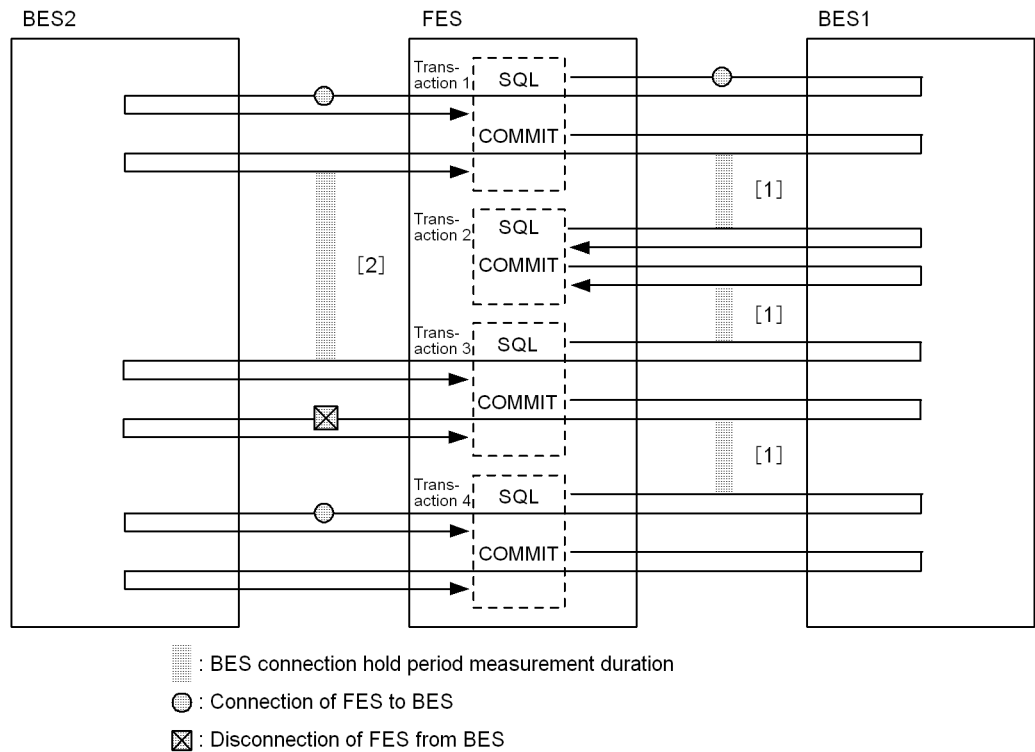 BES2
FES
BES1
Trans-
action 1
SQL
COMMIT
[1]
Trans-
action 2
SQL
[2]
COMMIT
[1]
Trans-
action 3
SQL
COMMIT
[1]
Trans-
action 4
SQL
COMMIT
: BES connection hold period measurement duration
: Connection of FES to BES
: Disconnection of FES from BES